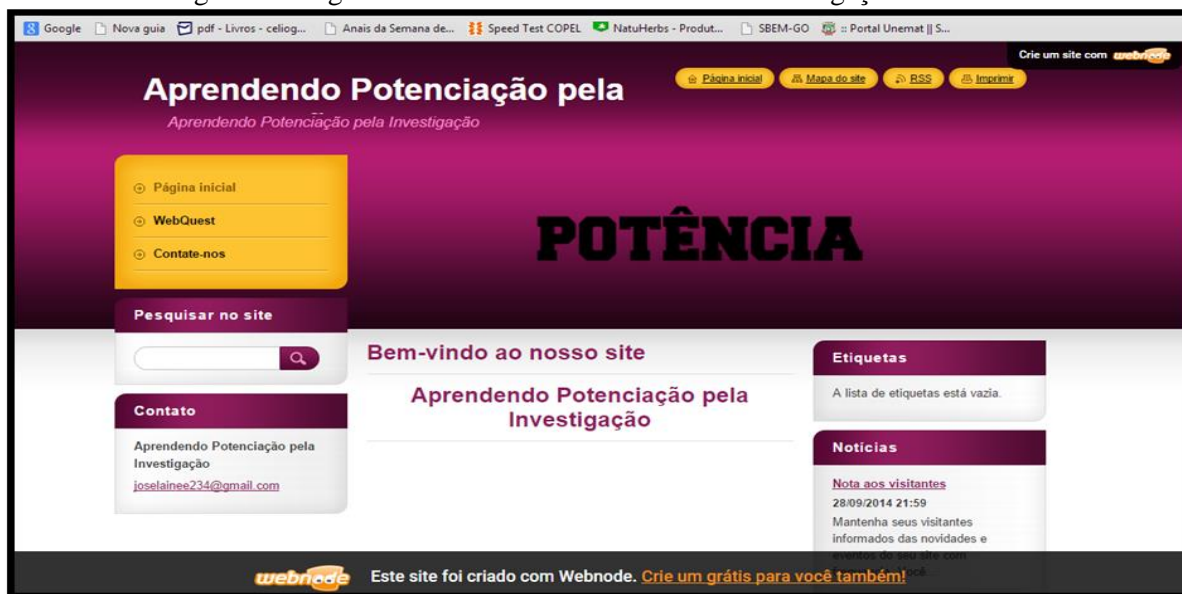 Google Nova guia pdf - Livros - celiog... Anais da Semana de... Speed Test COPEL NatuHerbs - Produt... SBEM-GO :: Portal Unemat || S...
Crie um site com webnode
Página inicial Mapa do site RSS Imprimir
Aprendendo Potenciação pela
Aprendendo Potenciação pela Investigação
Página inicial
WebQuest
Contate-nos
POTÊNCIA
Pesquisar no site
Contato
Aprendendo Potenciação pela
Investigação
joselainee234@gmail.com
Bem-vindo ao nosso site
Aprendendo Potenciação pela
Investigação
Etiquetas
A lista de etiquetas está vazia.
Notícias
Nota aos visitantes
28/09/2014 21:59
Mantenha seus visitantes
informados das novidades e
eventos do seu site com
webnode Este site foi criado com Webnode. Crie um grátis para você também!